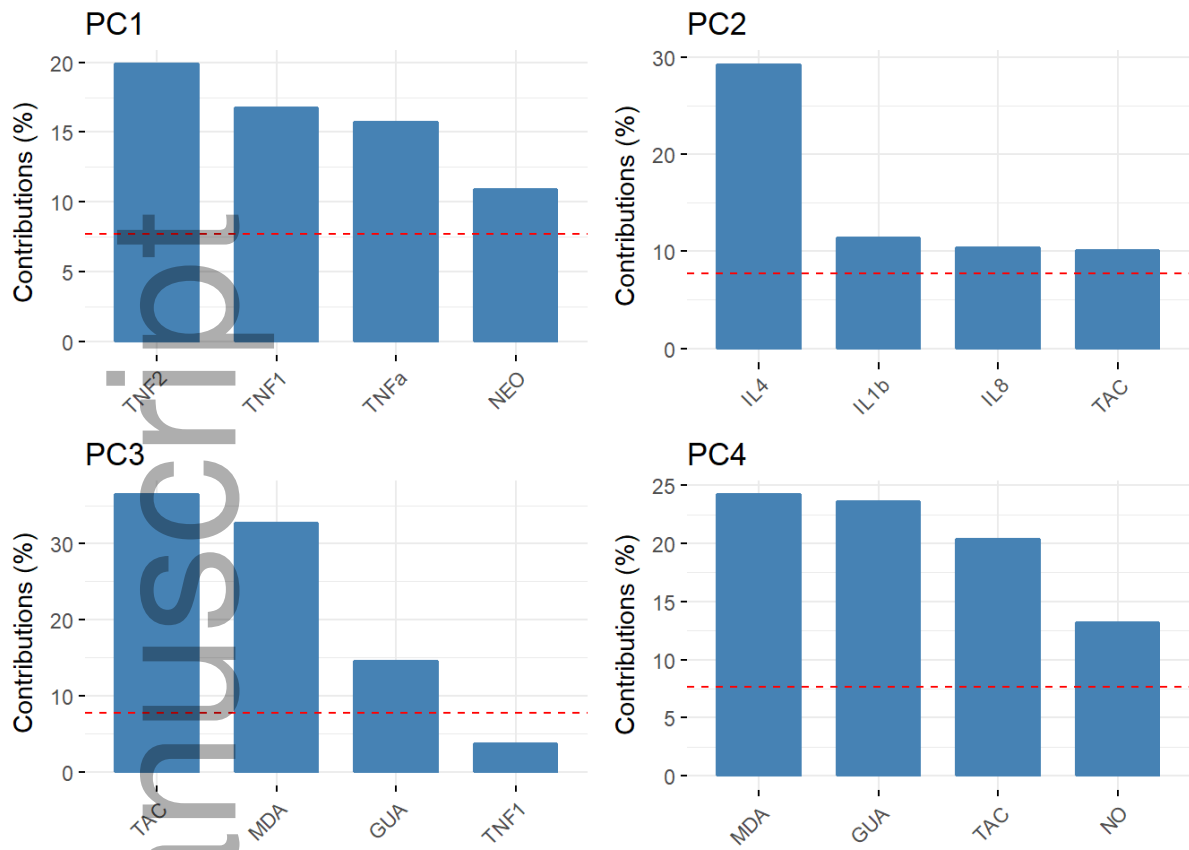 PC1
Contributions (%)
20
15
10
5
0
TNF2
TNF1
TNFa
NEO
PC2
Contributions (%)
30
20
10
0
IL4
IL1b
IL8
TAC
PC3
Contributions (%)
30
20
10
0
TAC
MDA
GUA
TNF1
PC4
Contributions (%)
25
20
15
10
5
0
MDA
GUA
TAC
NO
anuscript